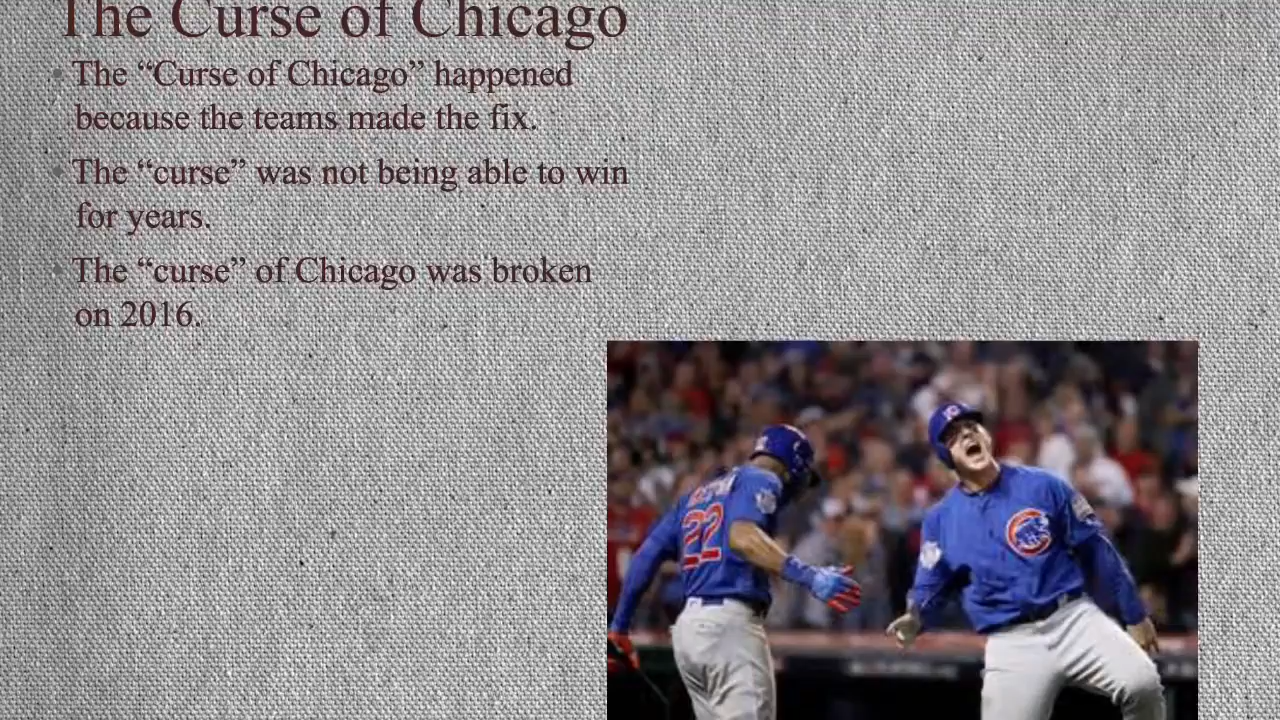 The Curse of Chicago
The “Curse of Chicago” happened
because the teams made the fix.
The “curse” was not being able to win
for years.
The “curse” of Chicago was broken
on 2016.
22